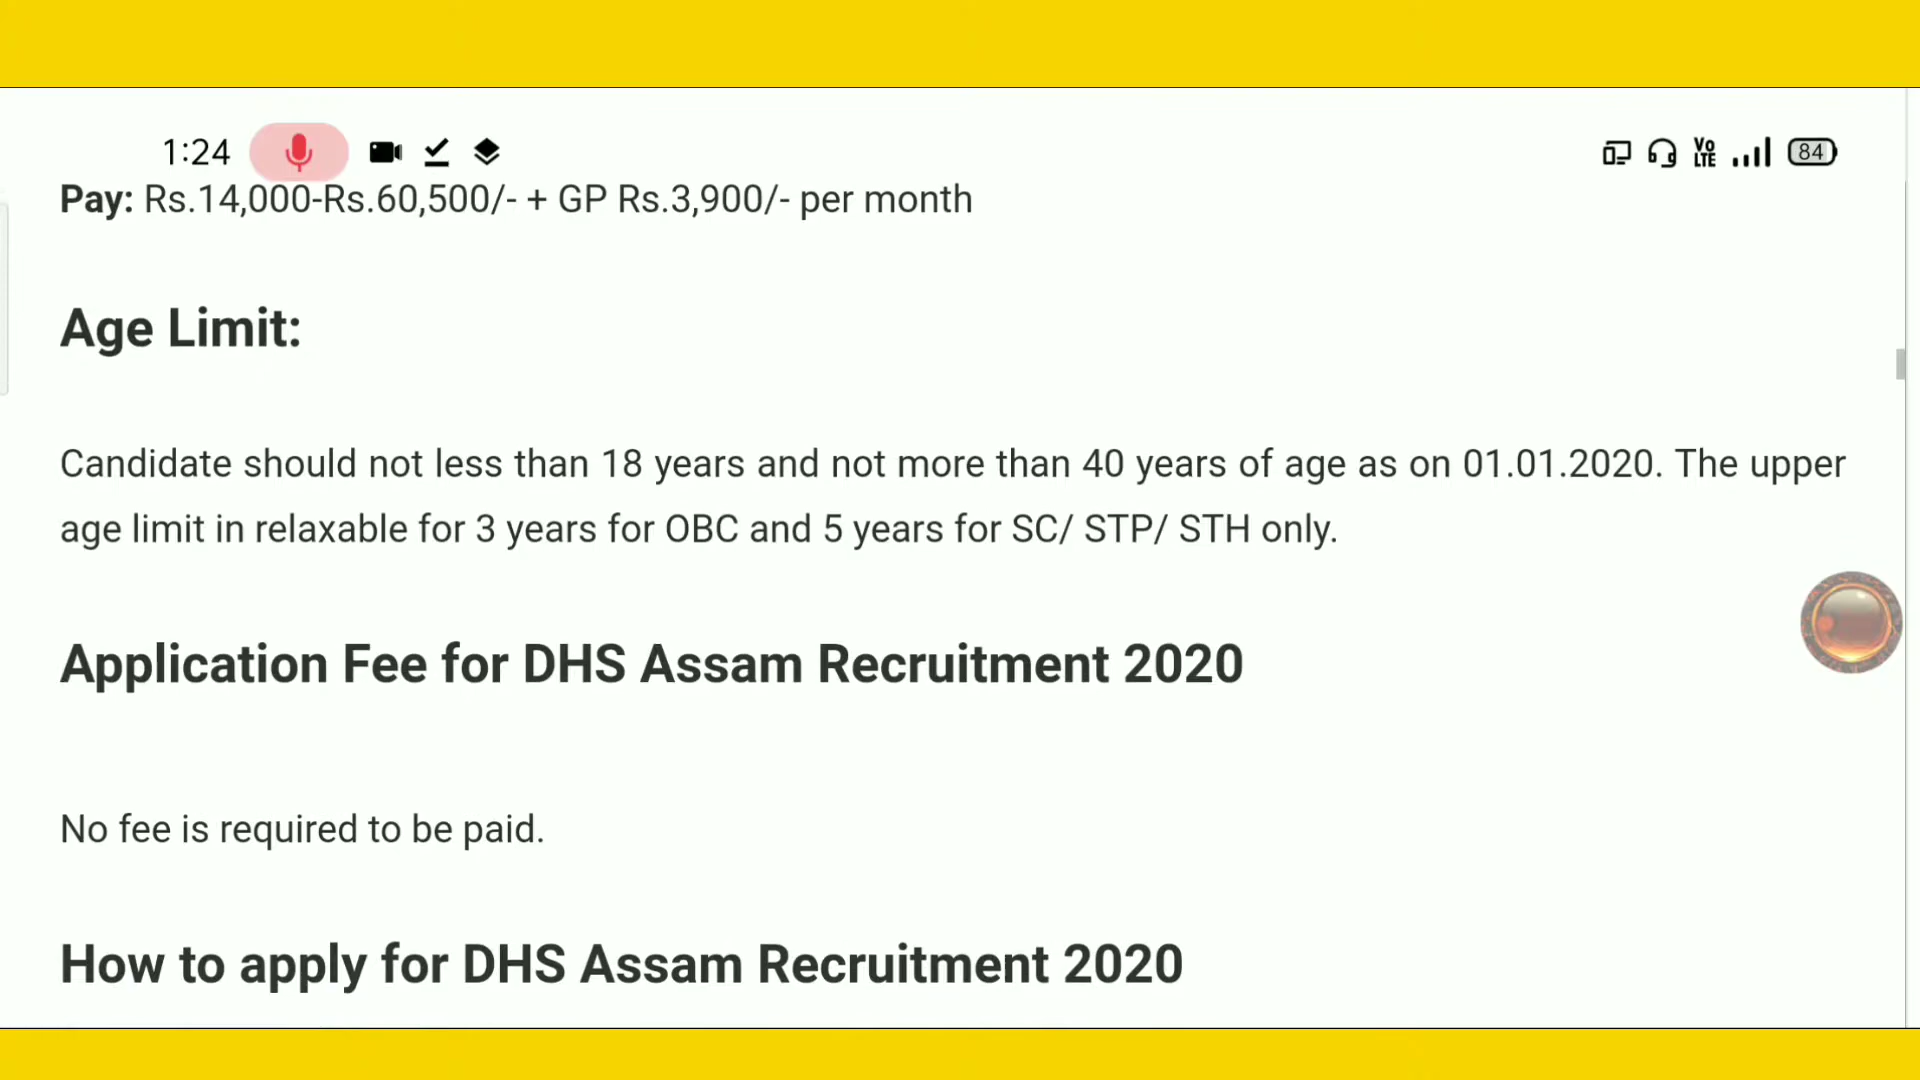 1:24
Vo
LTE
84
Pay: Rs.14,000-Rs.60,500/- + GP Rs.3,900/- per month
Age Limit:
Candidate should not less than 18 years and not more than 40 years of age as on 01.01.2020. The upper
age limit in relaxable for 3 years for OBC and 5 years for SC/ STP/ STH only.
Application Fee for DHS Assam Recruitment 2020
No fee is required to be paid.
How to apply for DHS Assam Recruitment 2020